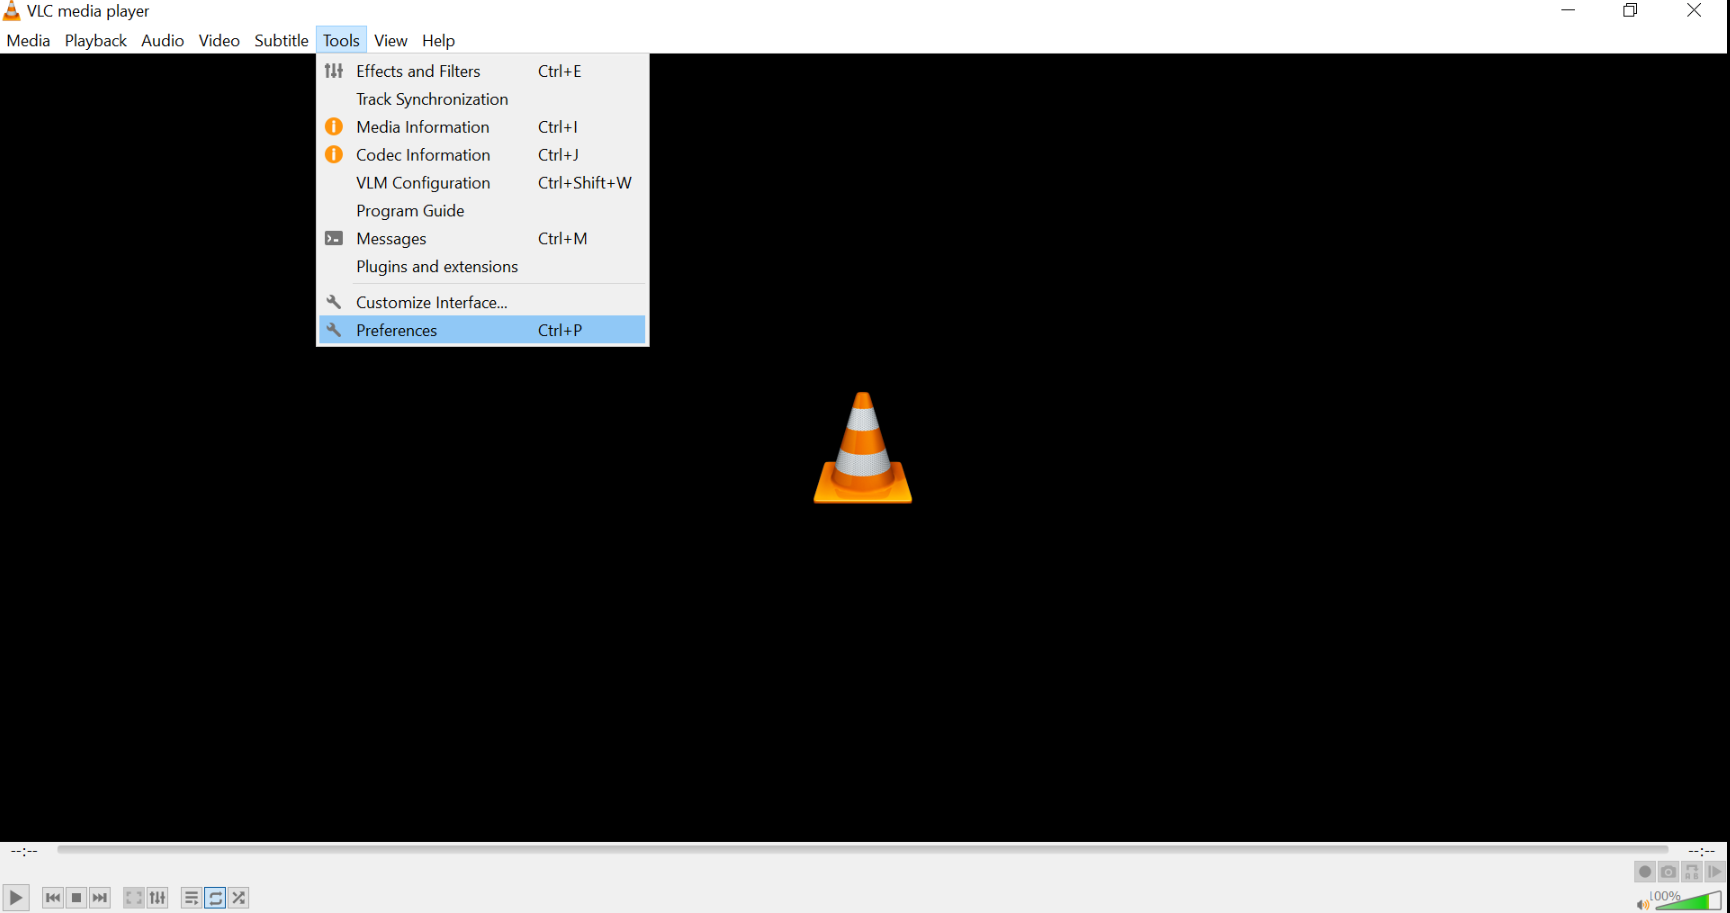 VLC media player
Media Playback Audio Video Subtitle Tools View Help
Effects and Filters Ctrl+E
Track Synchronization
Media Information Ctrl+I
Codec Information Ctrl+J
VLM Configuration Ctrl+Shift+W
Program Guide
Messages Ctrl+M
Plugins and extensions
Customize Interface...
Preferences Ctrl+P
--:-- --:--
100%